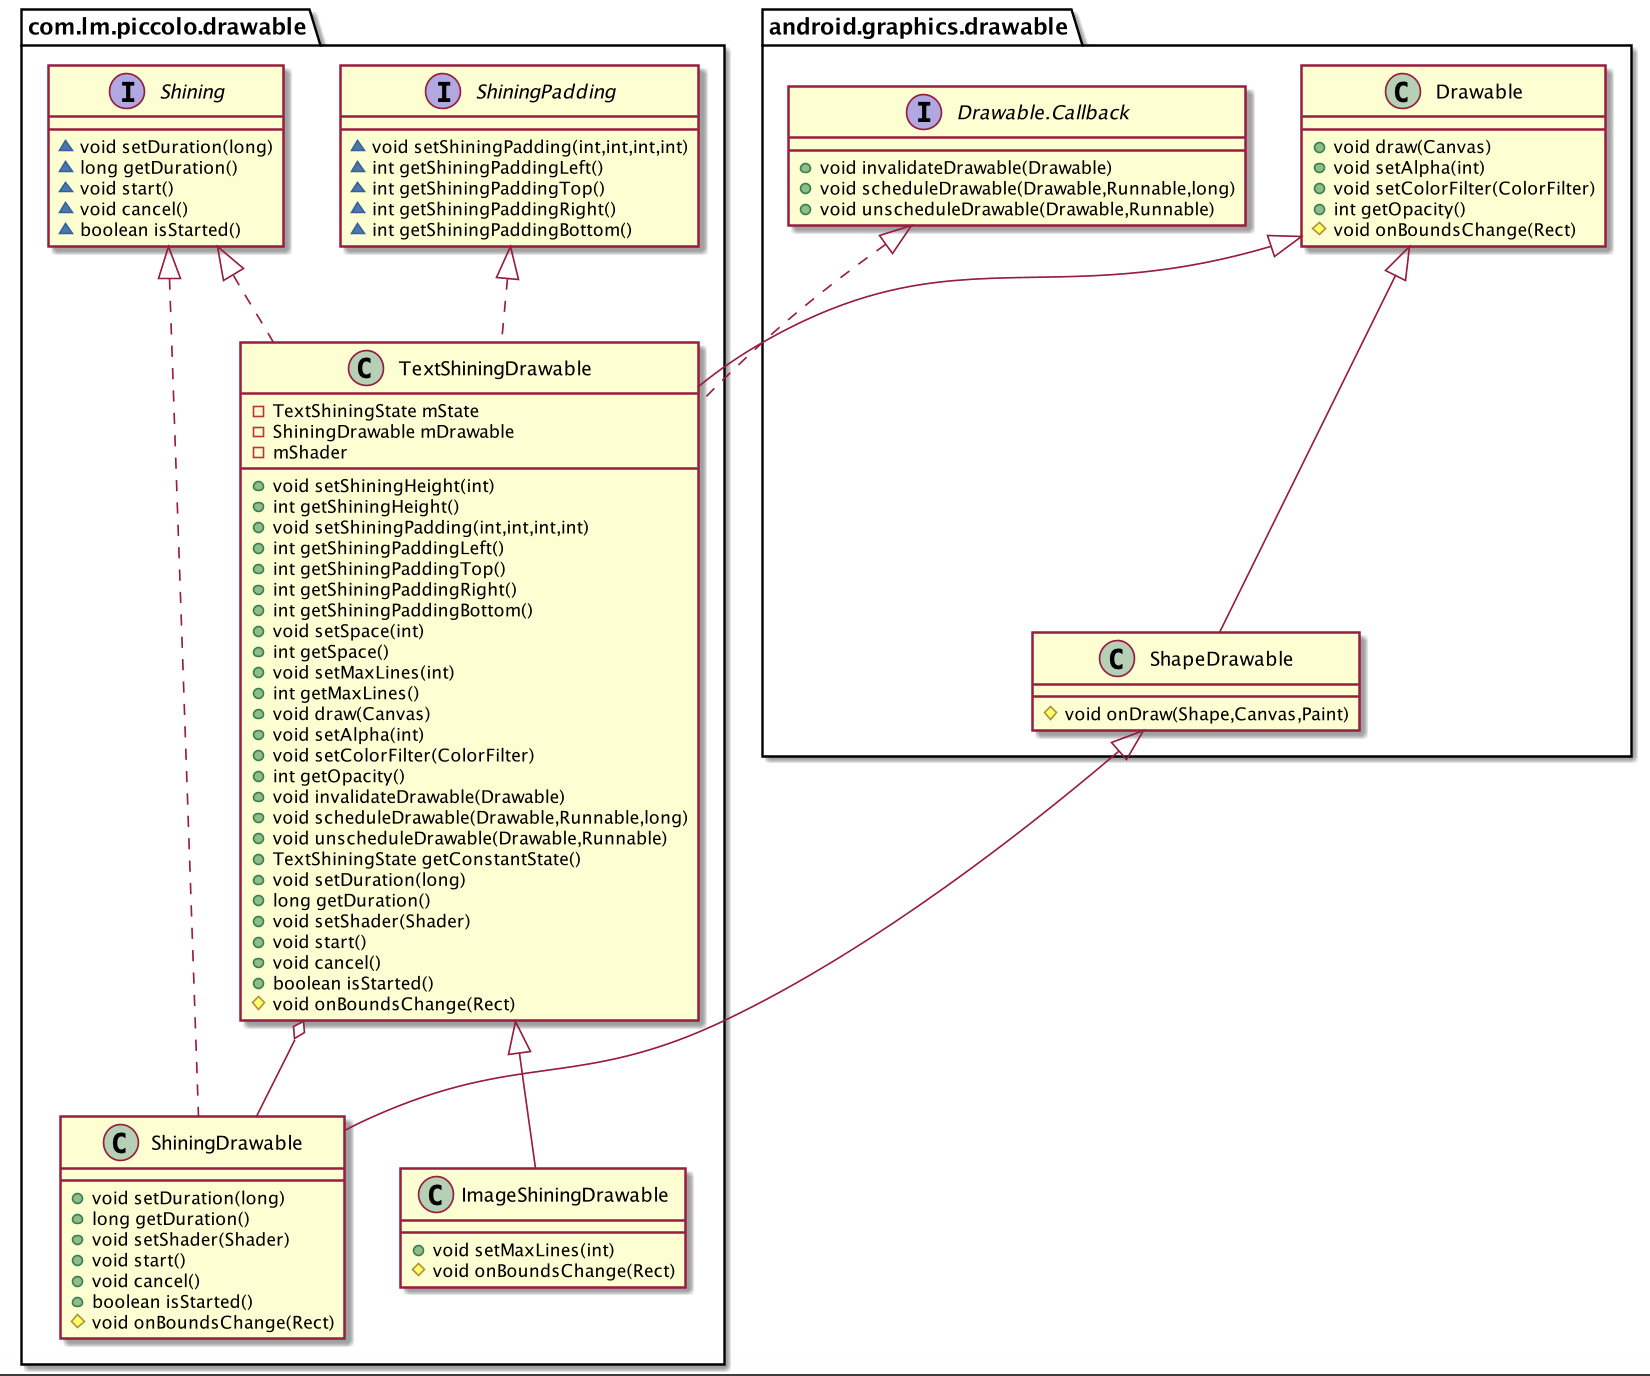 com.lm.piccolo.drawable
I Shining
void setDuration(long)
long getDuration()
void start()
void cancel()
boolean isStarted()
I ShiningPadding
void setShiningPadding(int,int,int,int)
int getShiningPaddingLeft()
int getShiningPaddingTop()
int getShiningPaddingRight()
int getShiningPaddingBottom()
C TextShiningDrawable
TextShiningState mState
ShiningDrawable mDrawable
mShader
void setShiningHeight(int)
int getShiningHeight()
void setShiningPadding(int,int,int,int)
int getShiningPaddingLeft()
int getShiningPaddingTop()
int getShiningPaddingRight()
int getShiningPaddingBottom()
void setSpace(int)
int getSpace()
void setMaxLines(int)
int getMaxLines()
void draw(Canvas)
void setAlpha(int)
void setColorFilter(ColorFilter)
int getOpacity()
void invalidateDrawable(Drawable)
void scheduleDrawable(Drawable,Runnable,long)
void unscheduleDrawable(Drawable,Runnable)
TextShiningState getConstantState()
void setDuration(long)
long getDuration()
void setShader(Shader)
void start()
void cancel()
boolean isStarted()
void onBoundsChange(Rect)
C ShiningDrawable
void setDuration(long)
long getDuration()
void setShader(Shader)
void start()
void cancel()
boolean isStarted()
void onBoundsChange(Rect)
C ImageShiningDrawable
void setMaxLines(int)
void onBoundsChange(Rect)
android.graphics.drawable
I Drawable.Callback
void invalidateDrawable(Drawable)
void scheduleDrawable(Drawable,Runnable,long)
void unscheduleDrawable(Drawable,Runnable)
C Drawable
void draw(Canvas)
void setAlpha(int)
void setColorFilter(ColorFilter)
int getOpacity()
void onBoundsChange(Rect)
C ShapeDrawable
void onDraw(Shape,Canvas,Paint)